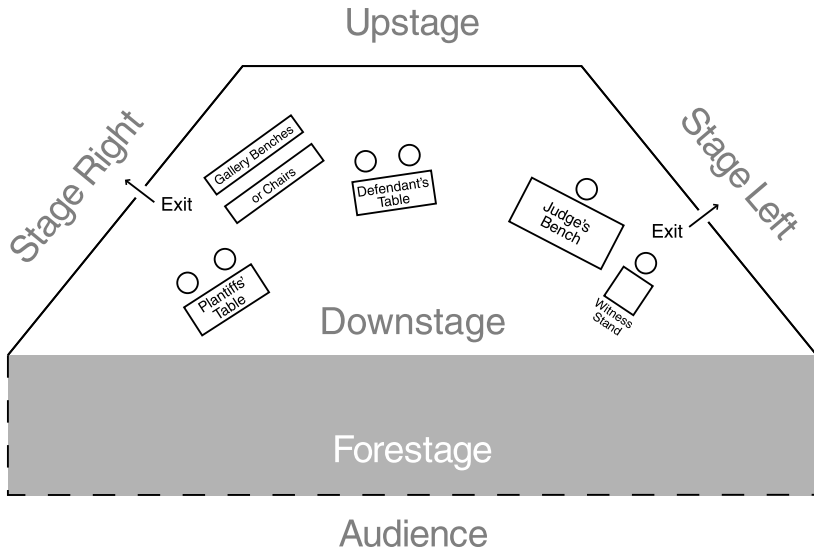 Upstage
Stage Right
Stage Left
Gallery Benches
or Chairs
Defendant's
Table
Exit
Judge's
Bench
Exit
Plantiffs'
Table
Witness
Stand
Downstage
Forestage
Audience